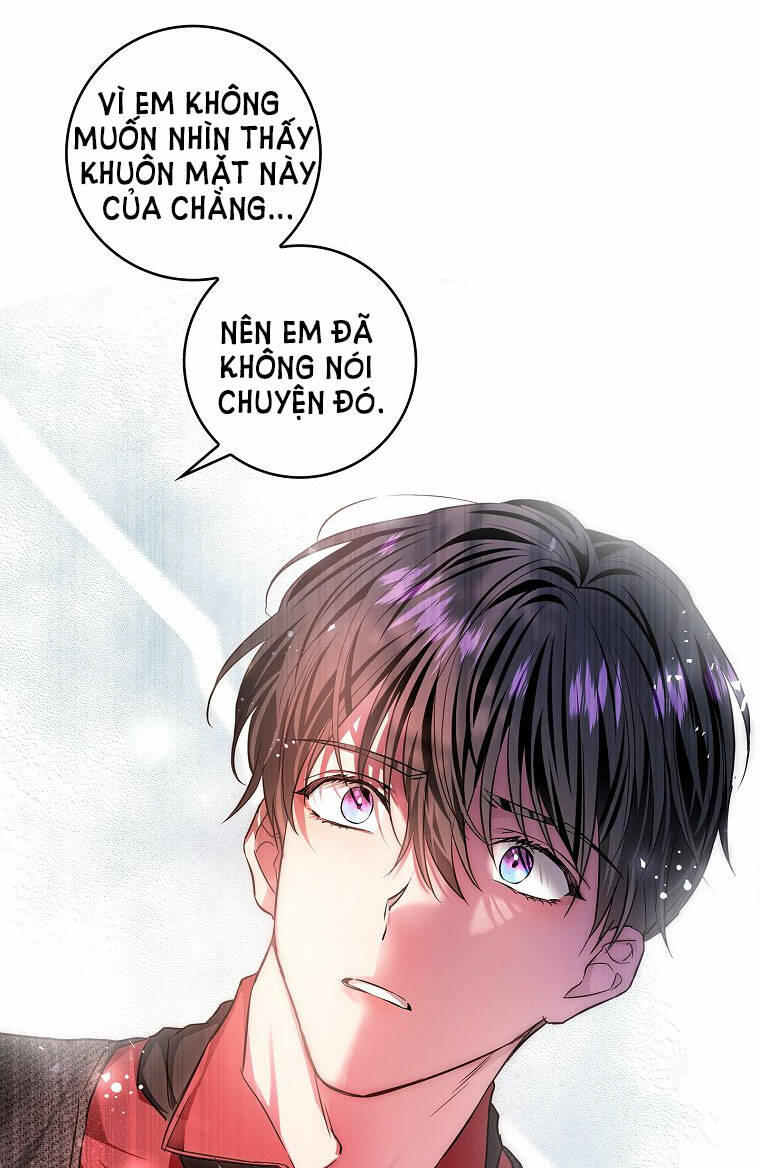 VÌ EM KHÔNG
MUỐN NHÌN THẤY
KHUÔN MẶT NÀY
CỦA CHÀNG...
NÊN EM ĐÃ
KHÔNG NÓI
CHUYỆN ĐÓ.